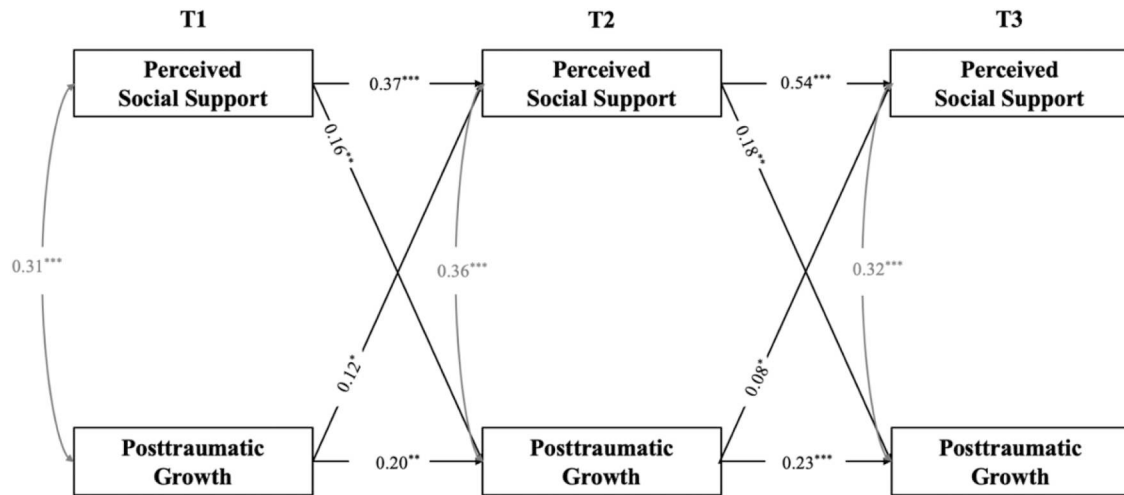 T1
T2
T3
Perceived
Social Support
0.37***
Perceived
Social Support
0.54***
Perceived
Social Support
0.16**
0.18**
0.31***
0.36***
0.32***
0.12*
0.08*
Posttraumatic
Growth
0.20**
Posttraumatic
Growth
0.23***
Posttraumatic
Growth